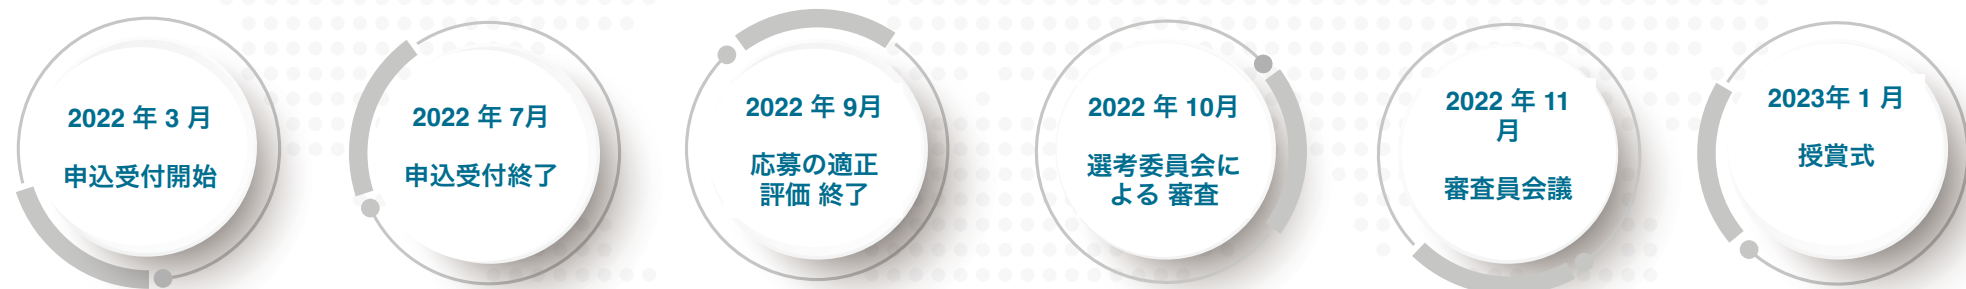 2022 年 3 月
申込受付開始
2022 年 7月
申込受付終了
2022 年 9月
応募の適正
評価 終了
2022 年 10月
選考委員会に
よる 審査
2022 年 11
月
審査員会議
2023年 1 月
授賞式